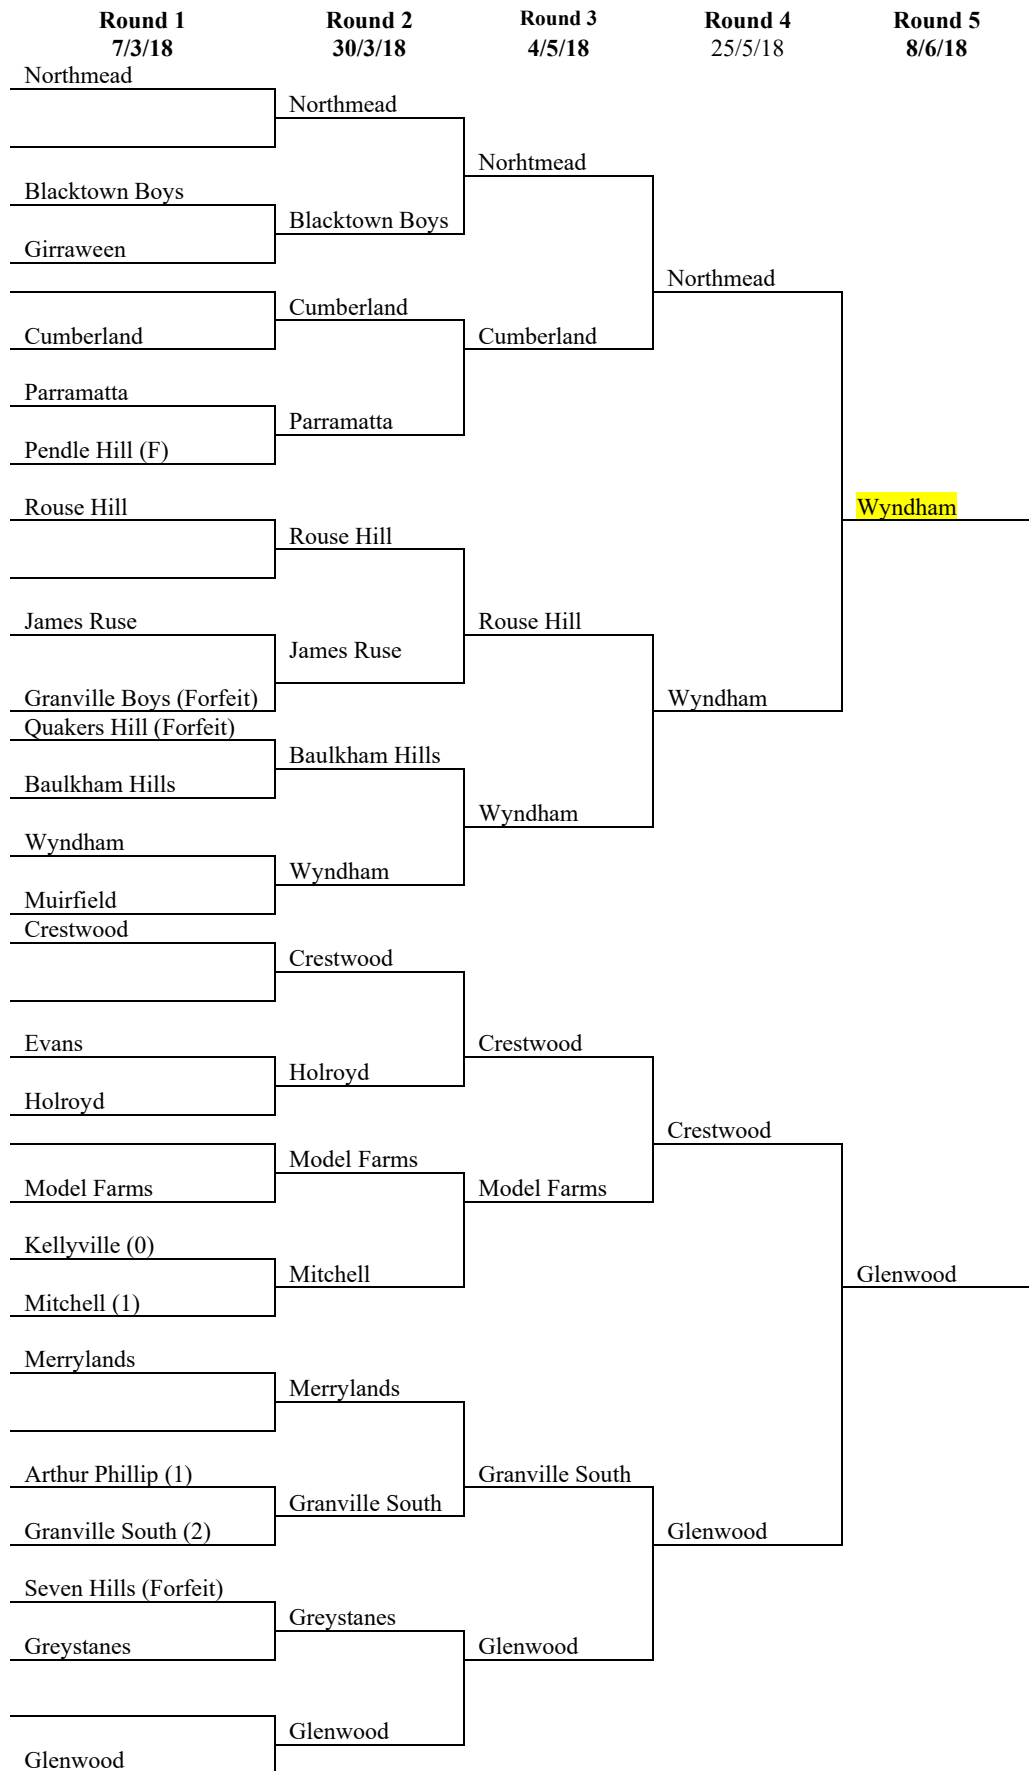 Round 1
7/3/18
Round 2
30/3/18
Round 3
4/5/18
Round 4
25/5/18
Round 5
8/6/18
Northmead
Blacktown Boys
Girraween
Cumberland
Parramatta
Pendle Hill (F)
Rouse Hill
James Ruse
Granville Boys (Forfeit)
Quakers Hill (Forfeit)
Baulkham Hills
Wyndham
Muirfield
Crestwood
Evans
Holroyd
Model Farms
Kellyville (0)
Mitchell (1)
Merrylands
Arthur Phillip (1)
Granville South (2)
Seven Hills (Forfeit)
Greystanes
Glenwood
Northmead
Blacktown Boys
Cumberland
Parramatta
Rouse Hill
James Ruse
Baulkham Hills
Wyndham
Crestwood
Holroyd
Model Farms
Mitchell
Merrylands
Granville South
Greystanes
Glenwood
Norhtmead
Cumberland
Rouse Hill
Wyndham
Crestwood
Model Farms
Granville South
Glenwood
Northmead
Wyndham
Crestwood
Glenwood
Wyndham
Glenwood